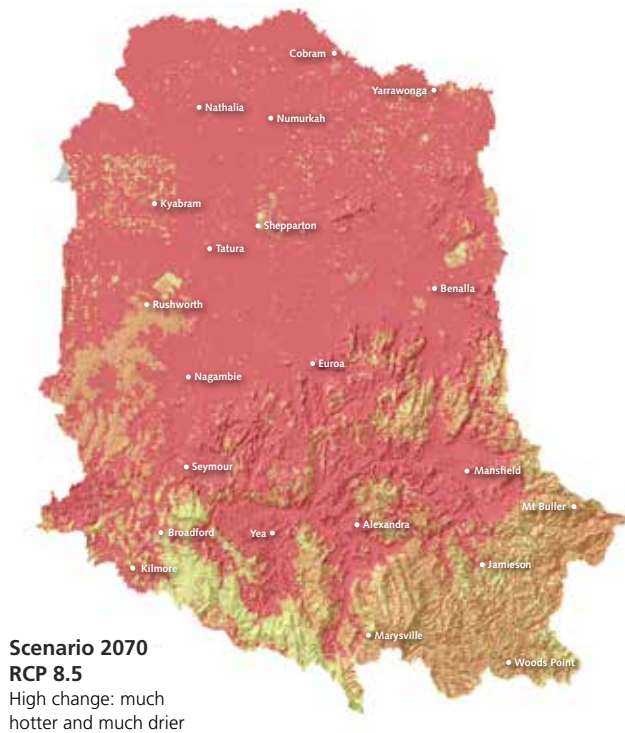 Cobram
Yarrawonga
Nathalia
Numurkah
Kyabram
Shepparton
Tatura
Benalla
Rushworth
Euroa
Nagambie
Seymour
Mansfield
Mt Buller
Alexandra
Broadford
Yea
Jamieson
Kilmore
Marysville
Woods Point
Scenario 2070
RCP 8.5
High change: much
hotter and much drier